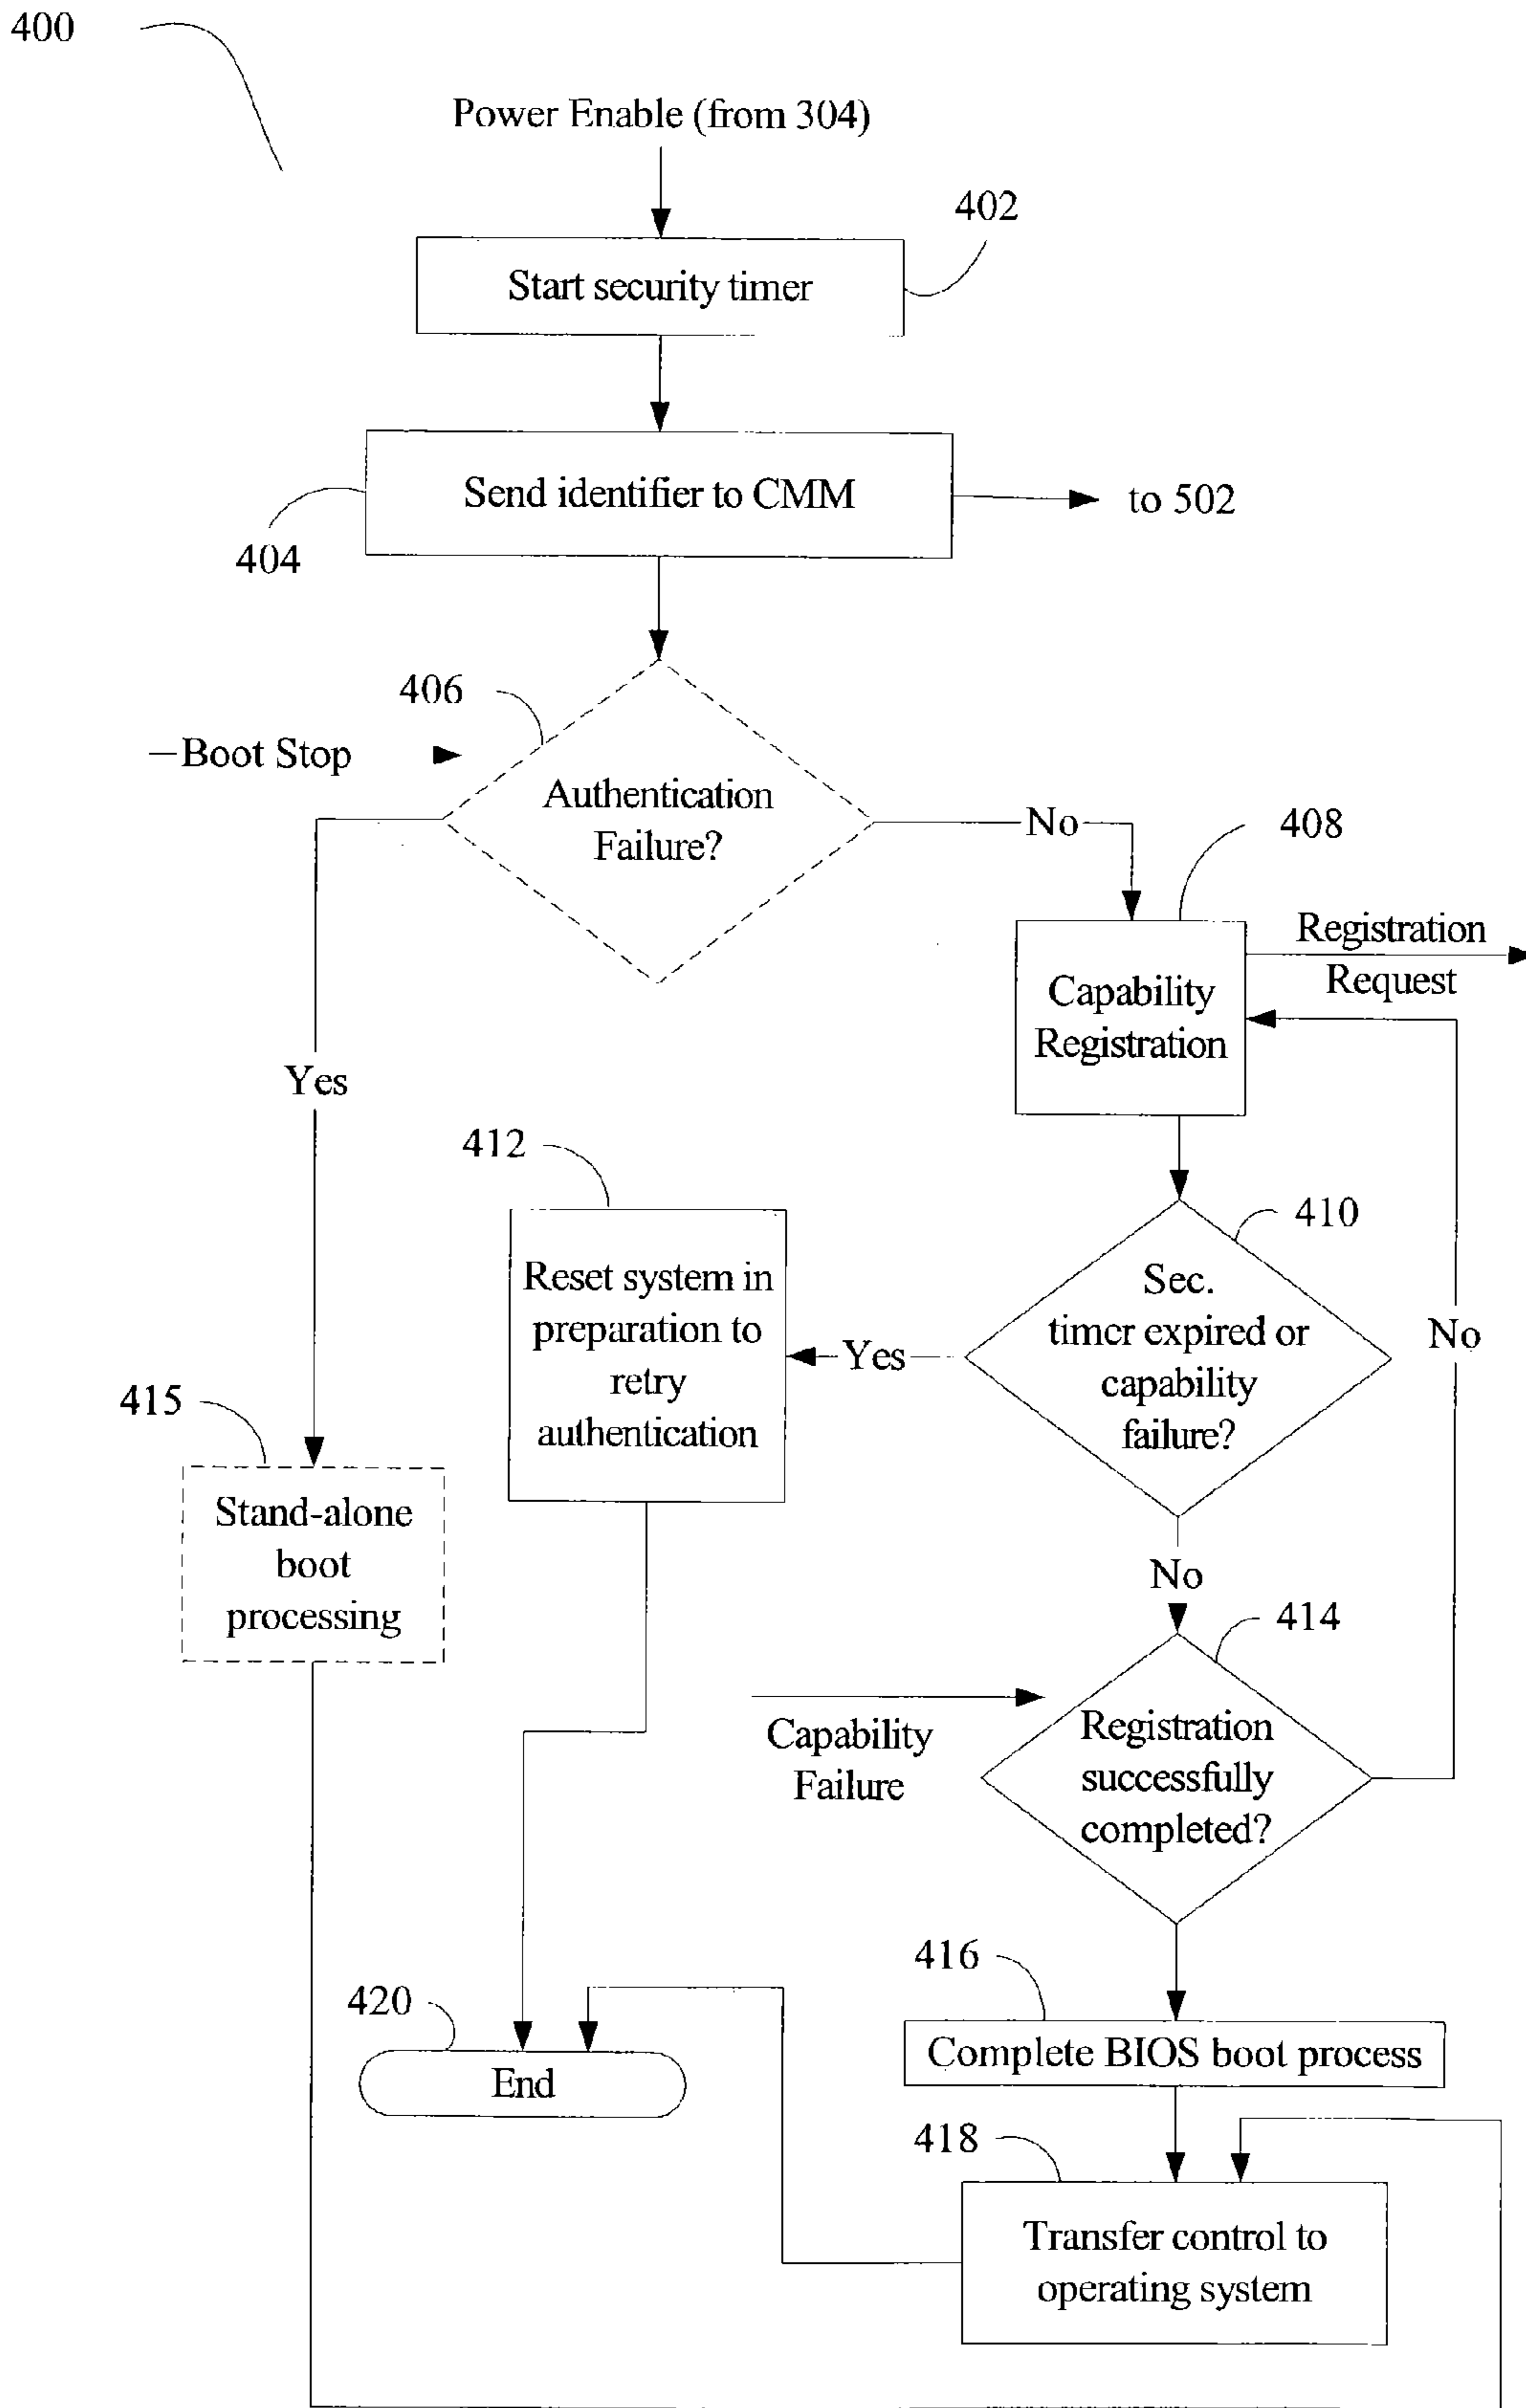 400
Power Enable (from 304)
402
Start security timer
Send identifier to CMM
to 502
404
406
Boot Stop
Authentication
Failure?
No
408
Registration
Request
Capability
Registration
Yes
412
410
Reset system in
preparation to
retry
authentication
Sec.
timer expired or
capability
failure?
Yes
No
415
Stand-alone
boot
processing
No
414
Capability
Failure
Registration
successfully
completed?
416
420
Complete BIOS boot process
End
418
Transfer control to
operating system